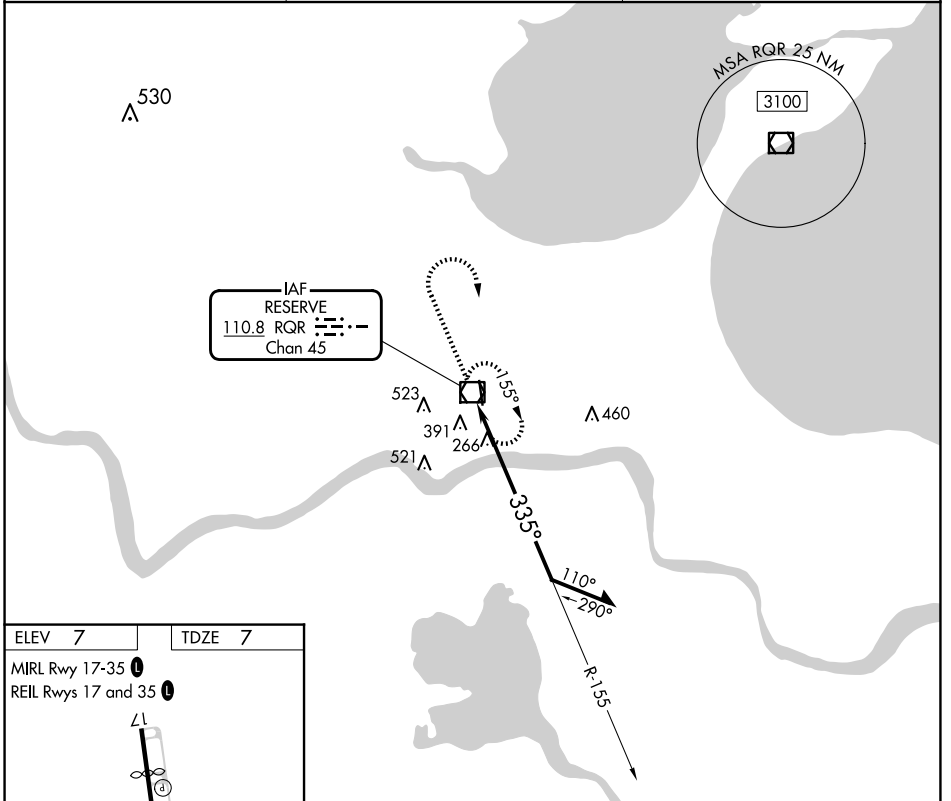 MSA RQR 25 NM
3100
530
IAF
RESERVE
110.8 RQR
Chan 45
155°
523
391
266
460
521
335°
110°
290°
R-155
ELEV 7
TDZE 7
MIRL Rwy 17-35 L
REIL Rwys 17 and 35 L
17
P